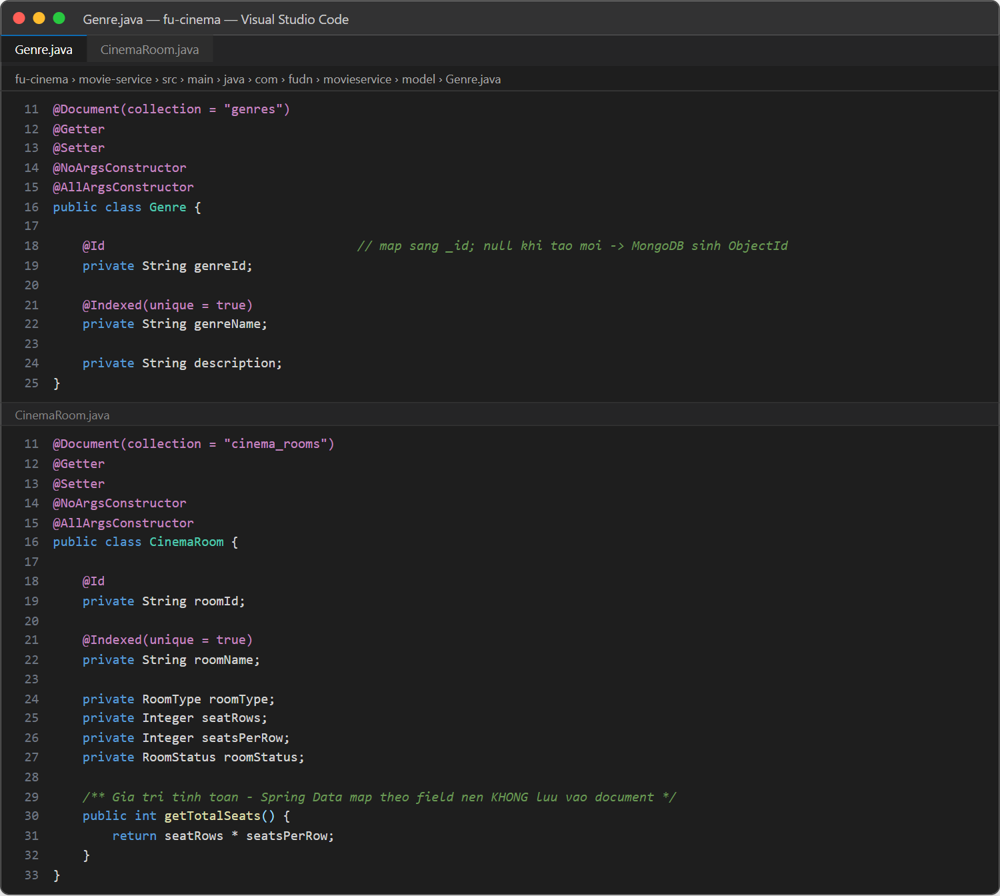 Genre.java — fu-cinema — Visual Studio Code
Genre.java CinemaRoom.java
fu-cinema › movie-service › src › main › java › com › fudn › movieservice › model › Genre.java
11 @Document(collection = "genres")
12 @Getter
13 @Setter
14 @NoArgsConstructor
15 @AllArgsConstructor
16 public class Genre {
17
18     @Id                                  // map sang _id; null khi tao moi -> MongoDB sinh ObjectId
19     private String genreId;
20
21     @Indexed(unique = true)
22     private String genreName;
23
24     private String description;
25 }
CinemaRoom.java
11 @Document(collection = "cinema_rooms")
12 @Getter
13 @Setter
14 @NoArgsConstructor
15 @AllArgsConstructor
16 public class CinemaRoom {
17
18     @Id
19     private String roomId;
20
21     @Indexed(unique = true)
22     private String roomName;
23
24     private RoomType roomType;
25     private Integer seatRows;
26     private Integer seatsPerRow;
27     private RoomStatus roomStatus;
28
29     /** Gia tri tinh toan - Spring Data map theo field nen KHONG luu vao document */
30     public int getTotalSeats() {
31         return seatRows * seatsPerRow;
32     }
33 }